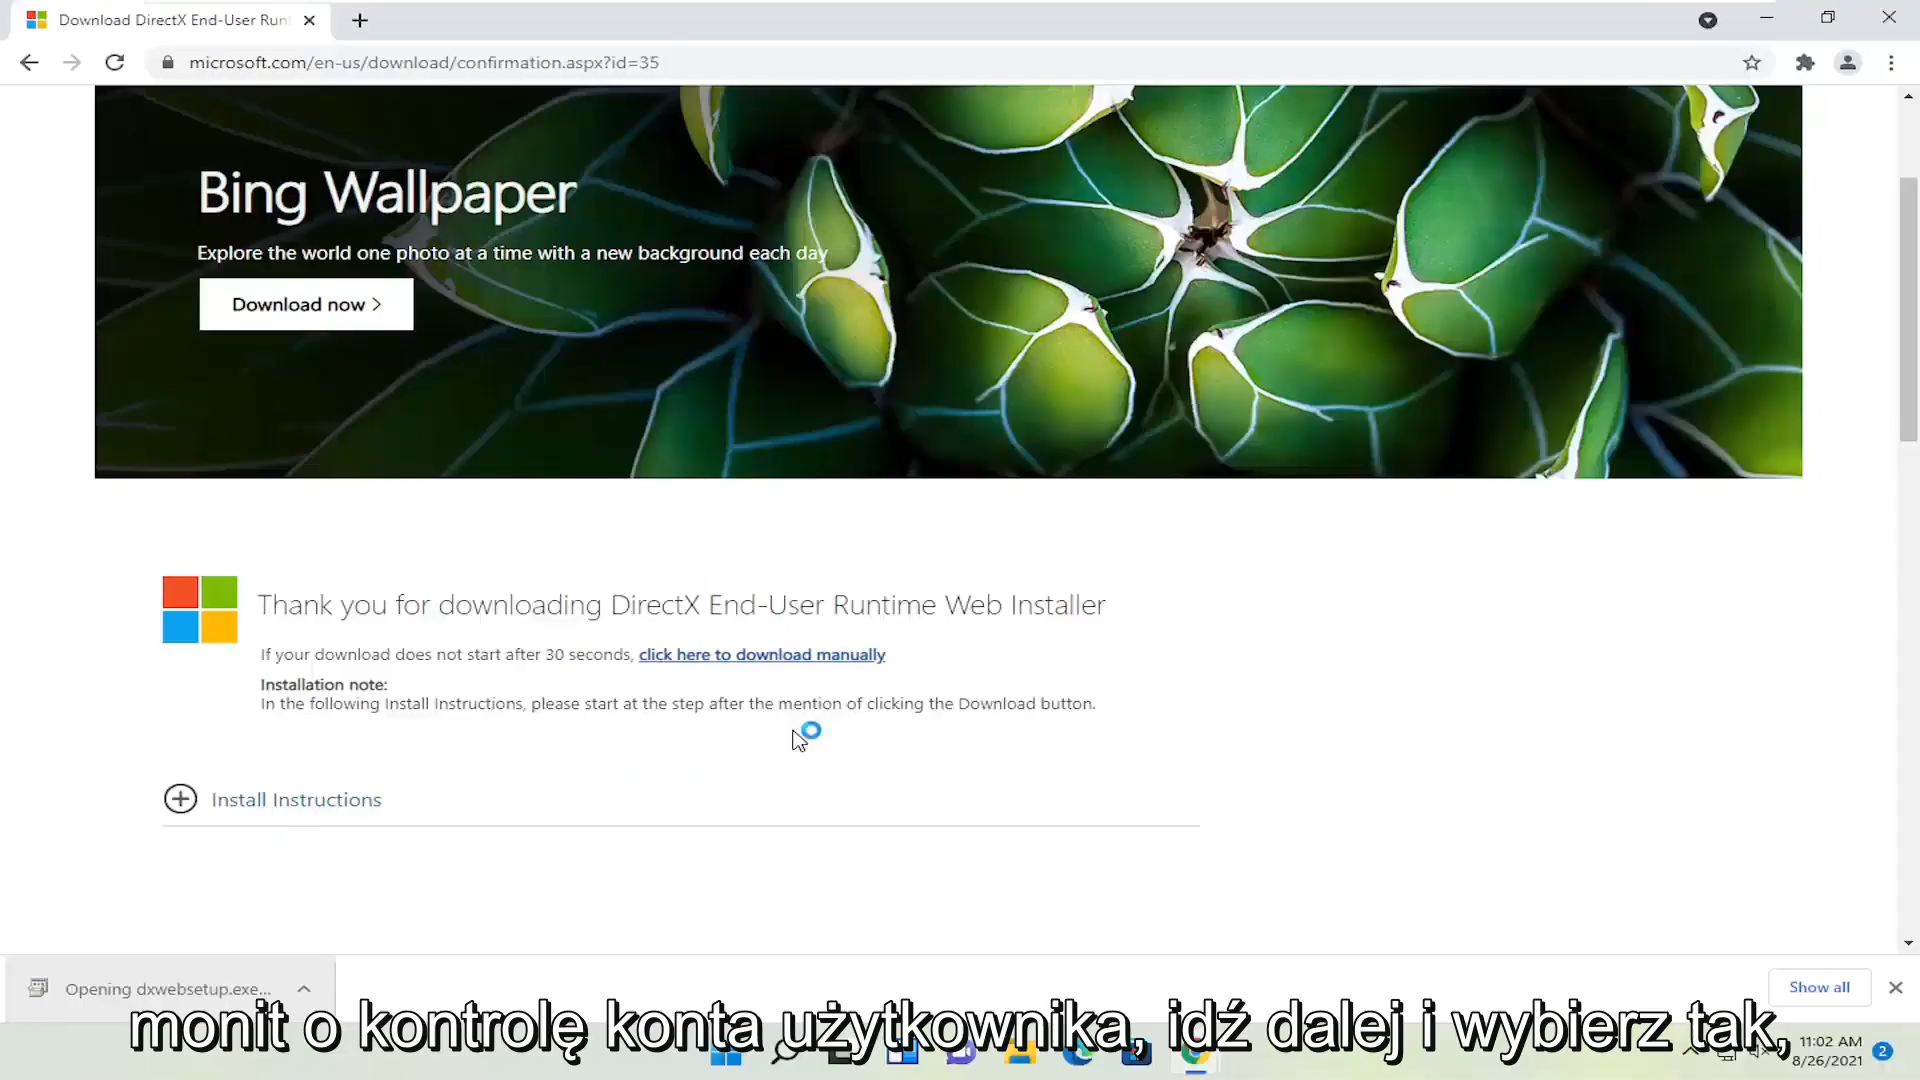 Download DirectX End-User Runt
microsoft.com/en-us/download/confirmation.aspx?id=35
Bing Wallpaper
Explore the world one photo at a time with a new background each day
Download now >
Thank you for downloading DirectX End-User Runtime Web Installer
If your download does not start after 30 seconds, click here to download manually
Installation note:
In the following Install Instructions, please start at the step after the mention of clicking the Download button.
Install Instructions
Opening dxwebsetup.exe...
Show all
monit o kontrolę konta użytkownika, idź dalej i wybierz tak,
11:02 AM
8/26/2021
2